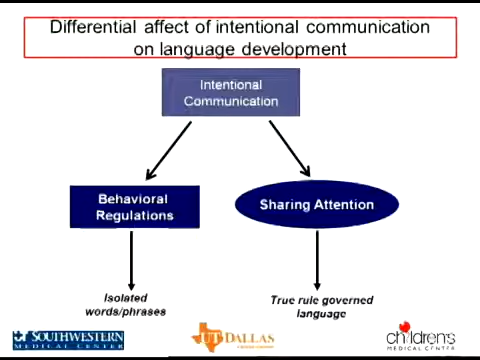 Differential affect of intentional communication
on language development
Intentional
Communication
Behavioral
Regulations
Sharing Attention
Isolated
words/phrases
True rule governed
language
SOUTHWESTERN
MEDICAL CENTER
UT DALLAS
children's
MEDICAL CENTER